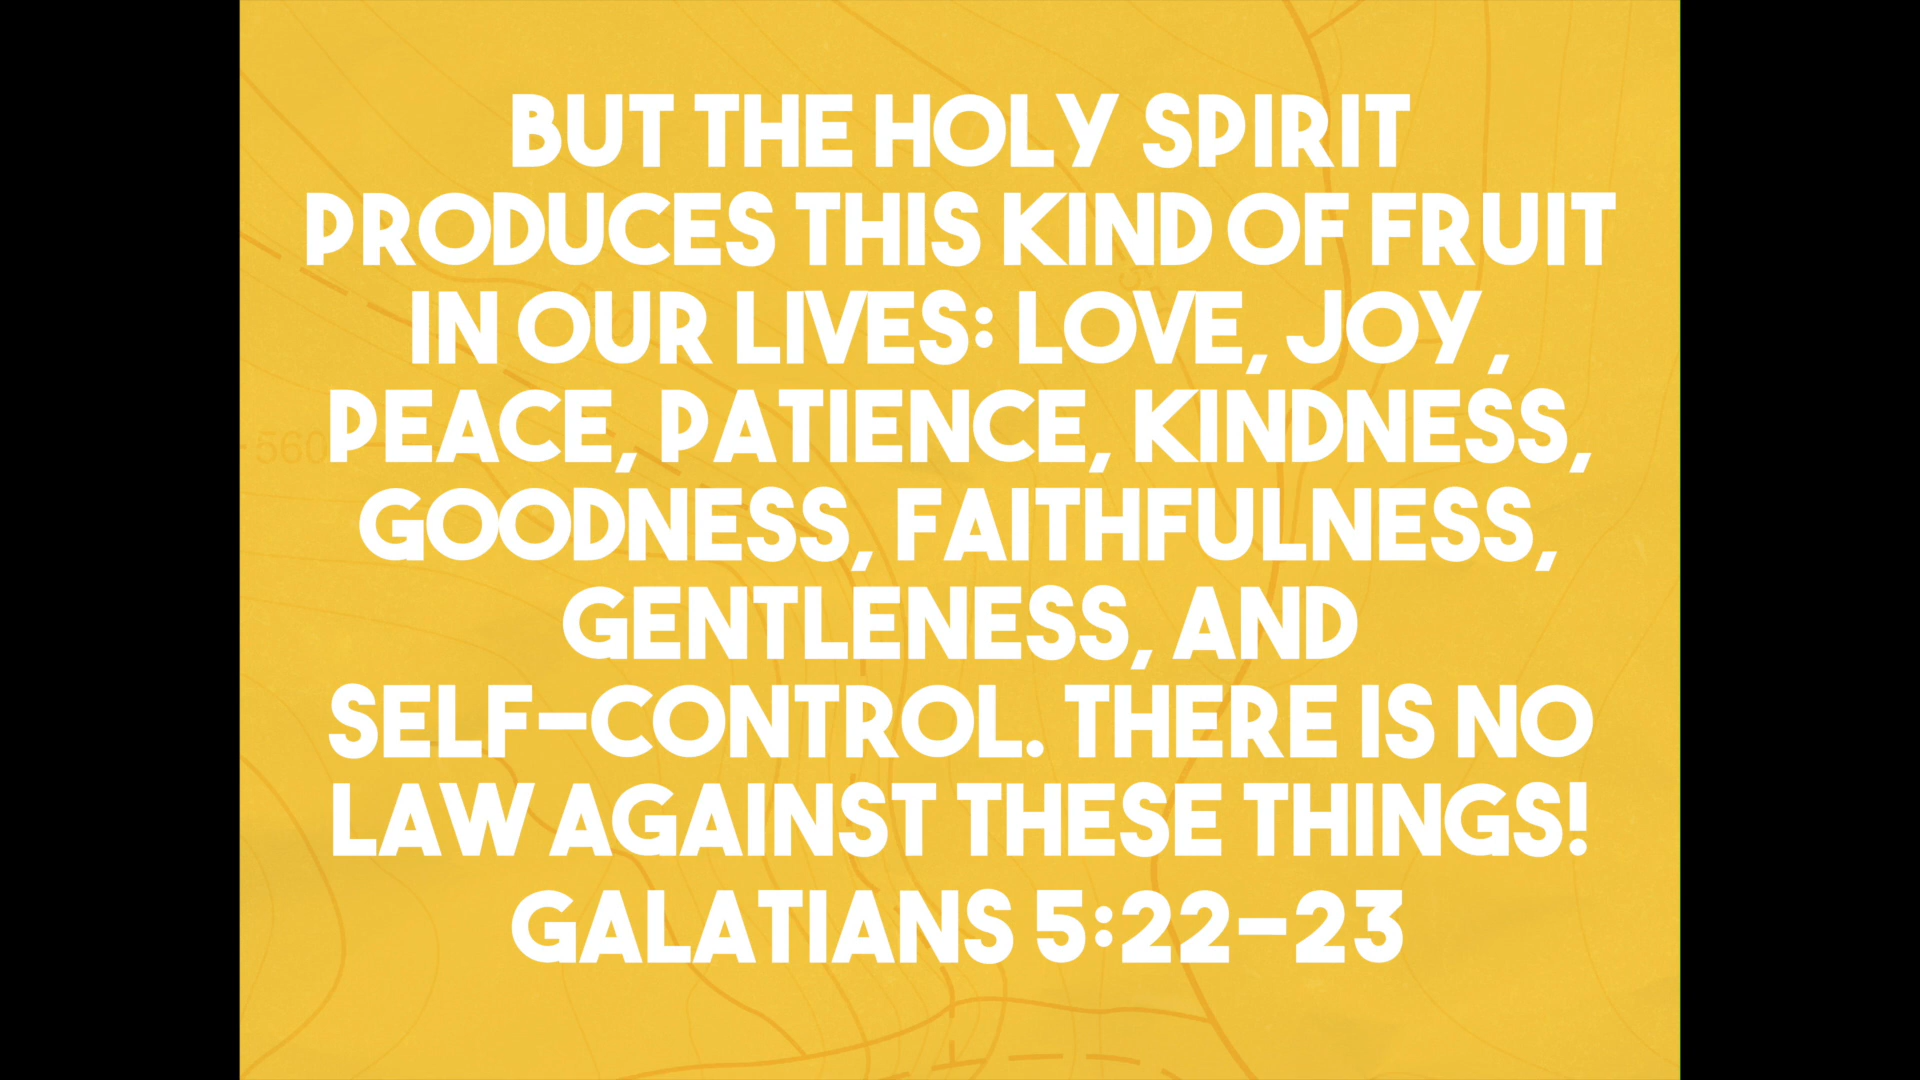 BUT THE HOLY SPIRIT
PRODUCES THIS KIND OF FRUIT
IN OUR LIVES: LOVE, JOY,
PEACE, PATIENCE, KINDNESS,
GOODNESS, FAITHFULNESS,
GENTLENESS, AND
SELF-CONTROL. THERE IS NO
LAW AGAINST THESE THINGS!
GALATIANS 5:22-23
560